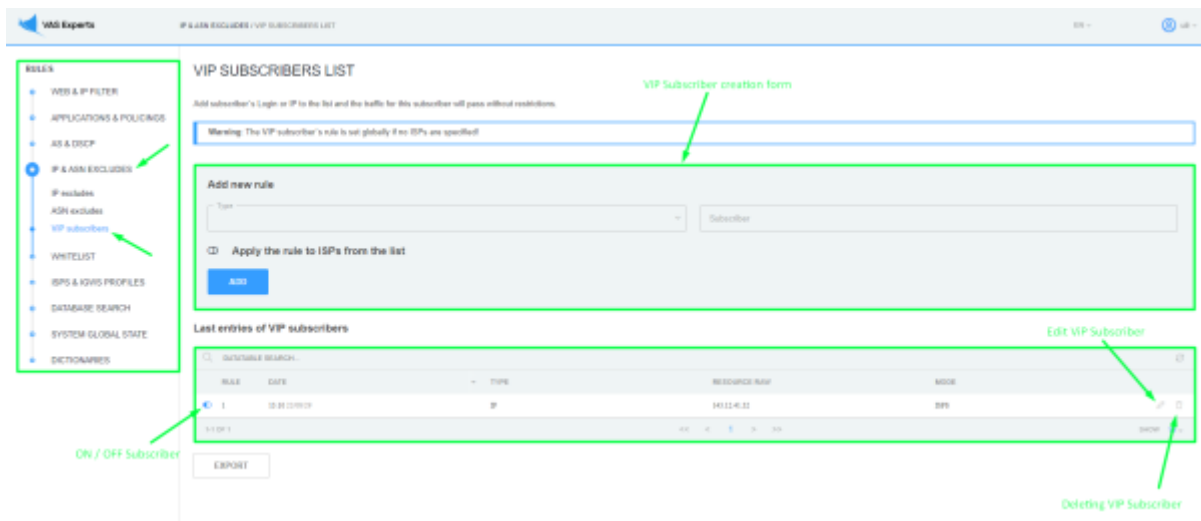 VAS Experts
IP & ASN EXCLUDES / VIP SUBSCRIBERS LIST
EN
RULES
WEB & IP FILTER
APPLICATIONS & POLICINGS
AS & DSCP
IP & ASN EXCLUDES
IP excludes
ASN excludes
VIP subscribers
WHITELIST
ISPS & IGWS PROFILES
DATABASE SEARCH
SYSTEM GLOBAL STATE
DICTIONARIES
VIP SUBSCRIBERS LIST
VIP Subscriber creation form
Add subscriber's Login or IP to the list and the traffic for this subscriber will pass without restrictions.
Warning: The VIP subscriber's rule is set globally if no ISPs are specified!
Add new rule
Type
Subscriber
Apply the rule to ISPs from the list
ADD
Last entries of VIP subscribers
Edit VIP Subscriber
DATATABLE SEARCH...
RULE DATE TYPE RESOURCE RAW NODE
1 IP ISPS
1-1 OF 1 << < 1 > >> SHOW
ON / OFF Subscriber
EXPORT
Deleting VIP Subscriber